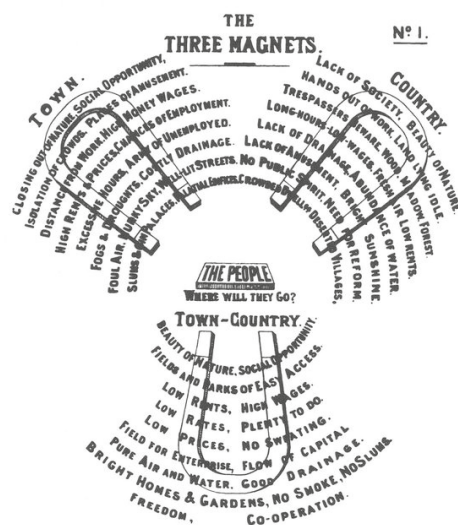 THE
THREE MAGNETS.
Nº 1.
TOWN.
CLOSING OUT OF NATURE. SOCIAL OPPORTUNITY,
ISOLATION OF CROWDS. PLACES OF AMUSEMENT.
DISTANCE FROM WORK. HIGH MONEY WAGES.
HIGH RENTS & PRICES. CHANCES OF EMPLOYMENT.
EXCESSIVE HOURS. ARMY OF UNEMPLOYED.
FOGS & DROUGHTS. COSTLY DRAINAGE.
FOUL AIR. MURKY SKY. WELL-LIT STREETS.
SLUMS & GIN PALACES. PALATIAL EDIFICES.
COUNTRY.
LACK OF SOCIETY. BEAUTY OF NATURE.
HANDS OUT OF WORK. LAND LYING IDLE.
TRESPASSERS BEWARE. WOOD, MEADOW, FOREST.
LONG HOURS-LOW WAGES. FRESH AIR. LOW RENTS.
LACK OF DRAINAGE. ABUNDANCE OF WATER.
LACK OF AMUSEMENT. BRIGHT SUNSHINE.
NO PUBLIC SPIRIT. NEED FOR REFORM.
CROWDED DWELLINGS. DESERTED VILLAGES,
THE PEOPLE
WHERE WILL THEY GO?
TOWN-COUNTRY.
BEAUTY OF NATURE. SOCIAL OPPORTUNITY.
FIELDS AND PARKS OF EASY ACCESS.
LOW RENTS, HIGH WAGES.
LOW RATES, PLENTY TO DO.
LOW PRICES, NO SWEATING.
FIELD FOR ENTERPRISE, FLOW OF CAPITAL
PURE AIR AND WATER. GOOD DRAINAGE.
BRIGHT HOMES & GARDENS, NO SMOKE, NO SLUMS.
FREEDOM, CO-OPERATION.